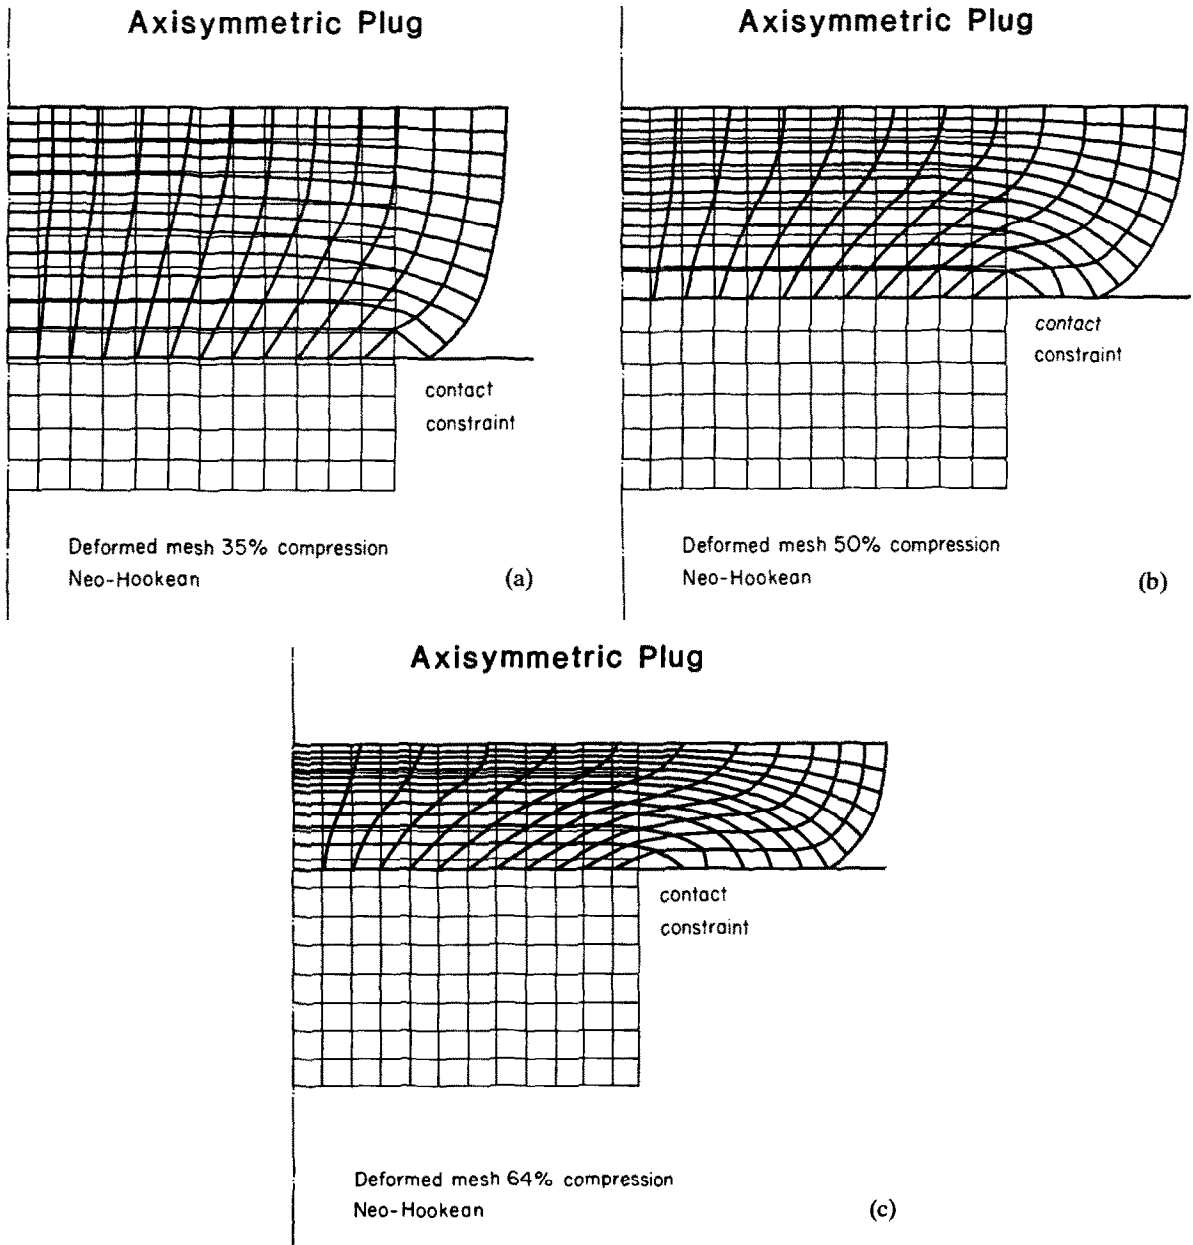 Axisymmetric Plug
contact
constraint
Deformed mesh 35% compression
Neo-Hookean
(a)
Axisymmetric Plug
contact
constraint
Deformed mesh 50% compression
Neo-Hookean
(b)
Axisymmetric Plug
contact
constraint
Deformed mesh 64% compression
Neo-Hookean
(c)